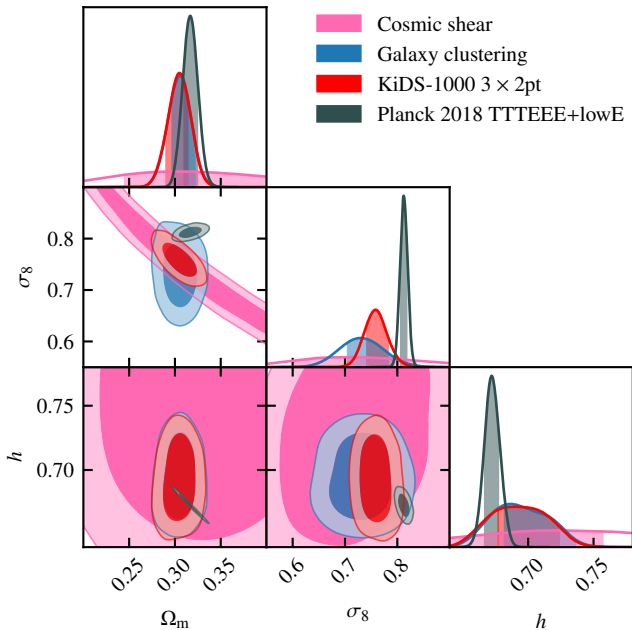 Cosmic shear
Galaxy clustering
KiDS-1000 3 × 2pt
Planck 2018 TTTEEE+lowE
0.8
0.7
0.6
σ₈
0.75
0.70
h
0.25
0.30
0.35
Ωₘ
0.6
0.7
0.8
σ₈
0.70
0.75
h